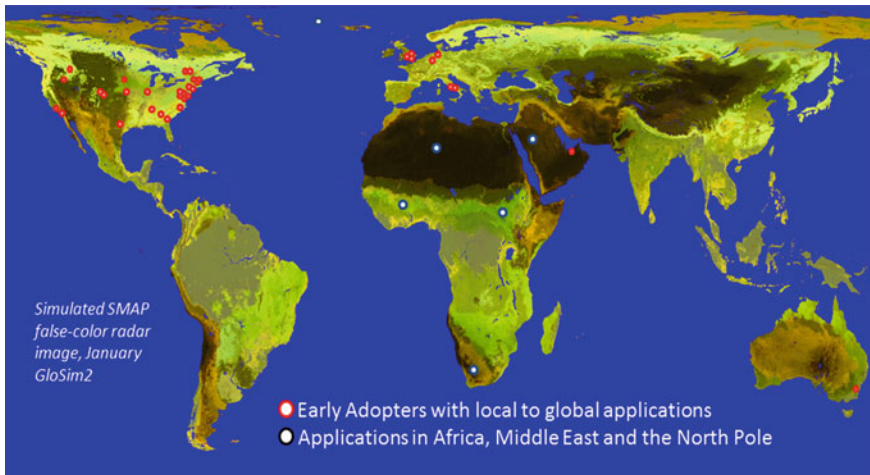 Simulated SMAP
false-color radar
image, January
GloSim2
Early Adopters with local to global applications
Applications in Africa, Middle East and the North Pole